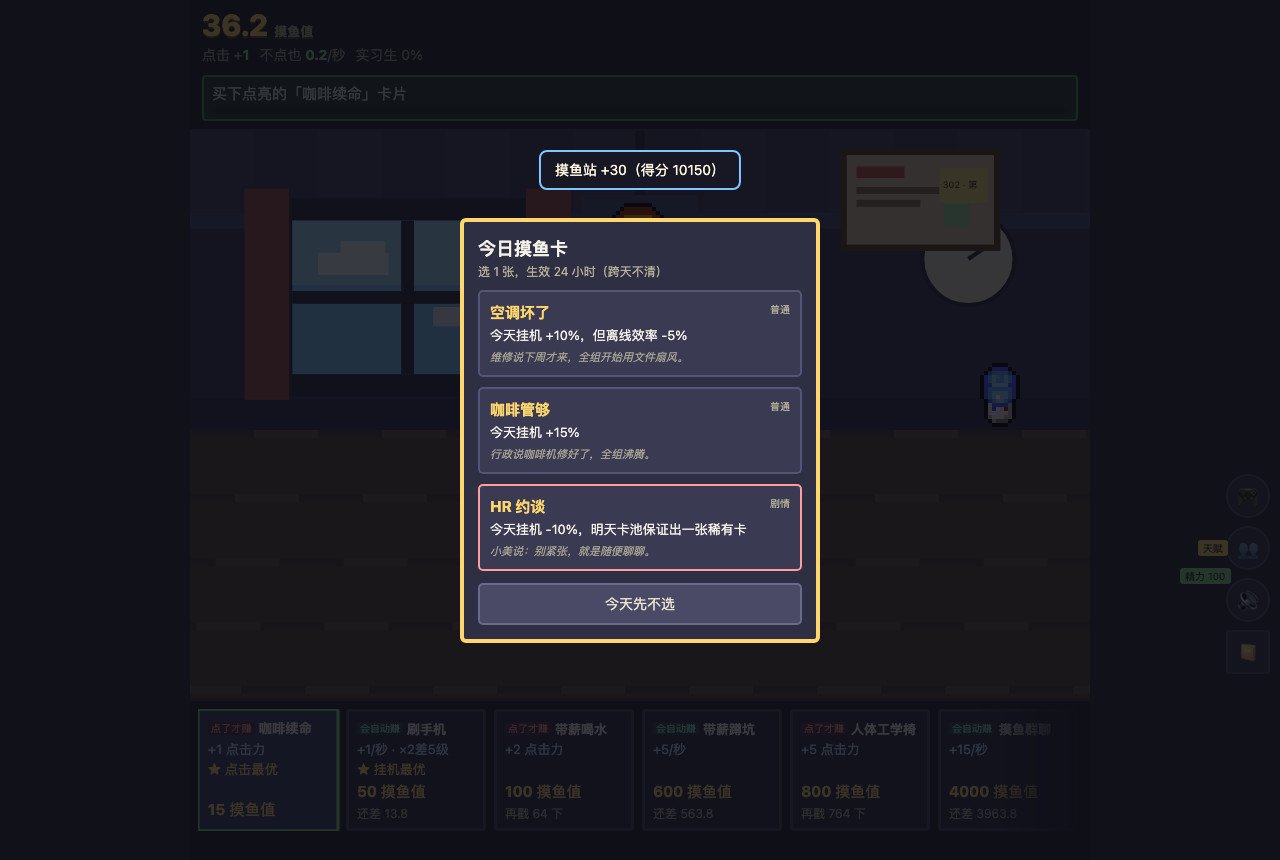 36.2 摸鱼值
点击 +1 不点也 0.2/秒 实习生 0%
买下点亮的「咖啡续命」卡片
摸鱼站 +30（得分 10150）
302 · 第
今日摸鱼卡
选 1 张，生效 24 小时（跨天不清）
空调坏了 普通
今天挂机 +10%，但离线效率 -5%
维修说下周才来，全组开始用文件扇风。
咖啡管够 普通
今天挂机 +15%
行政说咖啡机修好了，全组沸腾。
HR 约谈 剧情
今天挂机 -10%，明天卡池保证出一张稀有卡
小美说：别紧张，就是随便聊聊。
今天先不选
天赋
精力 100
点了才赚 咖啡续命
+1 点击力
★ 点击最优
15 摸鱼值
会自动赚 刷手机
+1/秒 · ×2差5级
★ 挂机最优
50 摸鱼值
还差 13.8
点了才赚 带薪喝水
+2 点击力
100 摸鱼值
再戳 64 下
会自动赚 带薪蹲坑
+5/秒
600 摸鱼值
还差 563.8
点了才赚 人体工学椅
+5 点击力
800 摸鱼值
再戳 764 下
会自动赚 摸鱼群聊
+15/秒
4000 摸鱼值
还差 3963.8